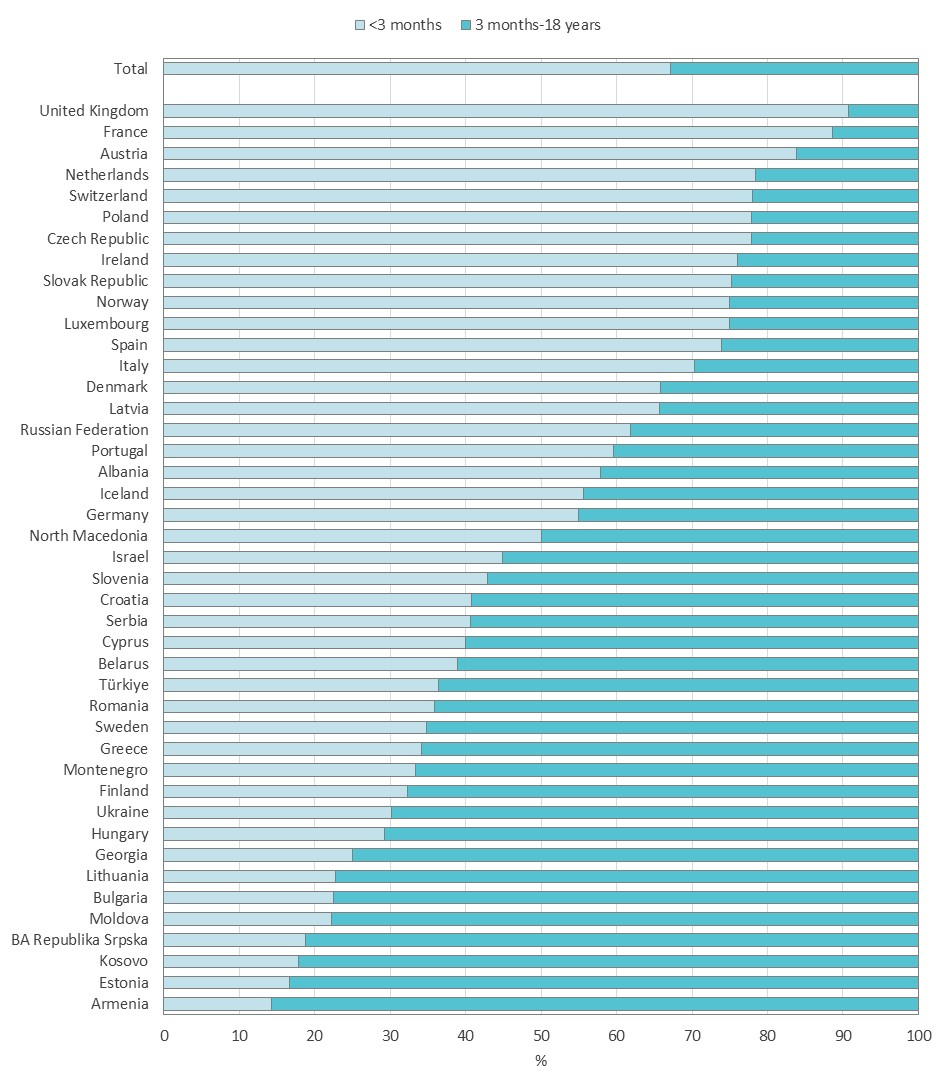 <3 months 3 months-18 years
Total
United Kingdom
France
Austria
Netherlands
Switzerland
Poland
Czech Republic
Ireland
Slovak Republic
Norway
Luxembourg
Spain
Italy
Denmark
Latvia
Russian Federation
Portugal
Albania
Iceland
Germany
North Macedonia
Israel
Slovenia
Croatia
Serbia
Cyprus
Belarus
Türkiye
Romania
Sweden
Greece
Montenegro
Finland
Ukraine
Hungary
Georgia
Lithuania
Bulgaria
Moldova
BA Republika Srpska
Kosovo
Estonia
Armenia
0 10 20 30 40 50 60 70 80 90 100
%